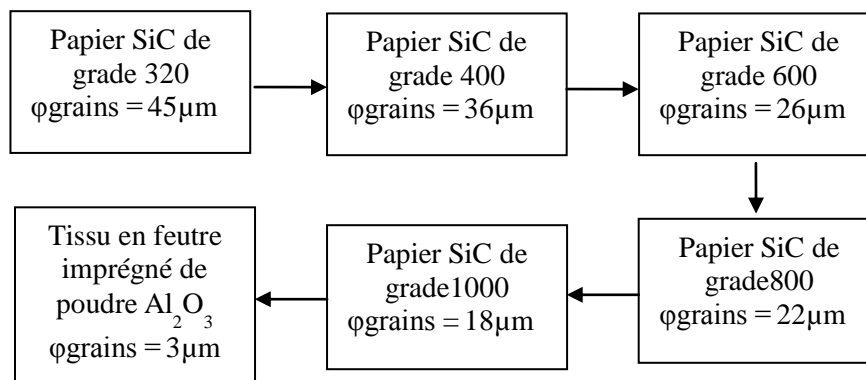 Papier SiC de
grade 320
φgrains = 45µm
Papier SiC de
grade 400
φgrains = 36µm
Papier SiC de
grade 600
φgrains = 26µm
Papier SiC de
grade800
φgrains = 22µm
Papier SiC de
grade1000
φgrains = 18µm
Tissu en feutre
imprégné de
poudre Al₂O₃
φgrains = 3µm